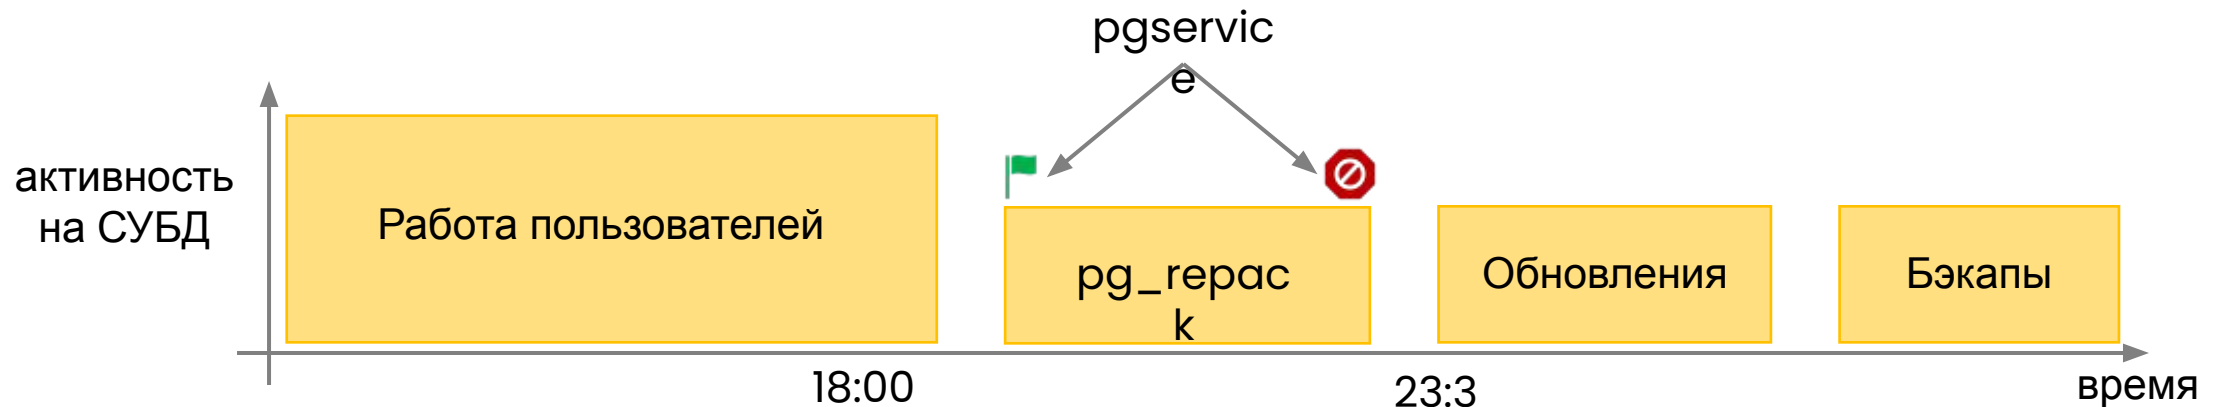 pgservic
e
активность
на СУБД
Работа пользователей
pg_repac
k
Обновления
Бэкапы
18:00
23:3
время